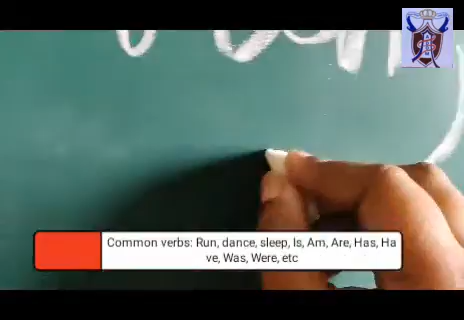 Common verbs: Run, dance, sleep, Is, Am, Are, Has, Ha
ve, Was, Were, etc